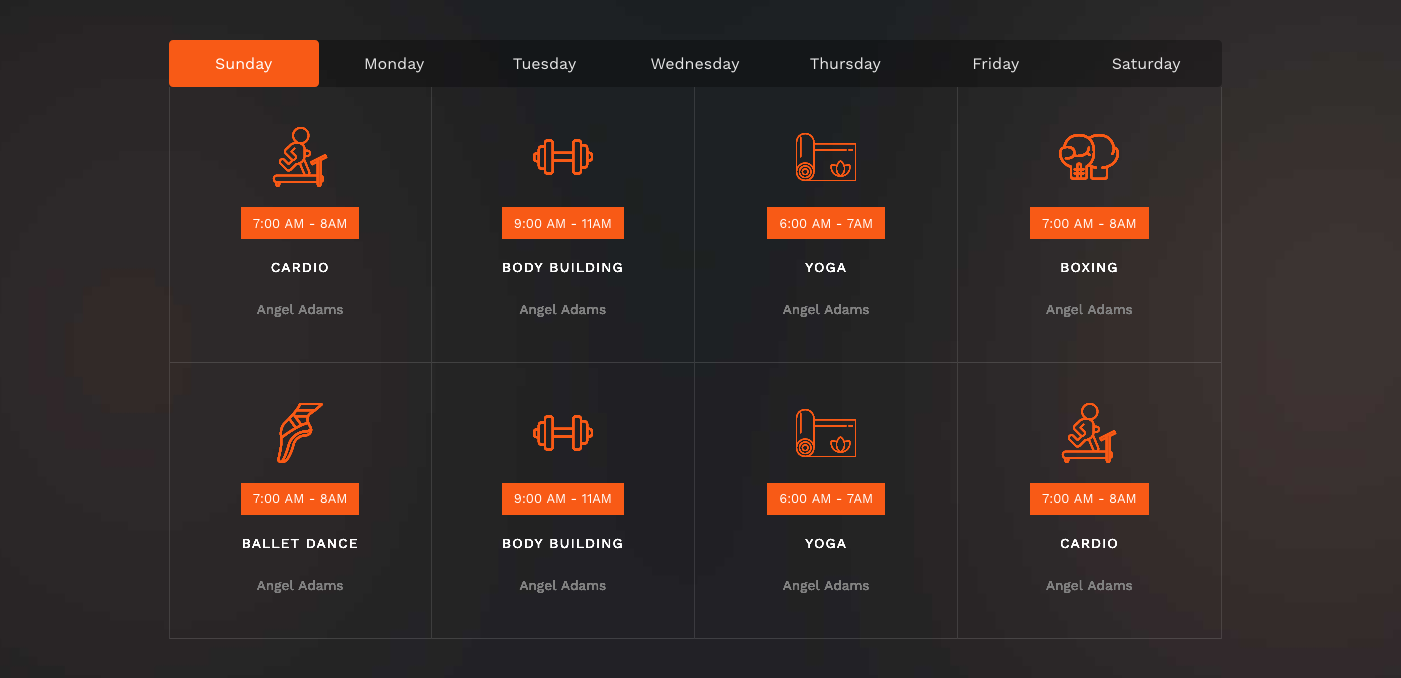 Sunday Monday Tuesday Wednesday Thursday Friday Saturday
7:00 AM - 8AM 9:00 AM - 11AM 6:00 AM - 7AM 7:00 AM - 8AM
CARDIO BODY BUILDING YOGA BOXING
Angel Adams Angel Adams Angel Adams Angel Adams
7:00 AM - 8AM 9:00 AM - 11AM 6:00 AM - 7AM 7:00 AM - 8AM
BALLET DANCE BODY BUILDING YOGA CARDIO
Angel Adams Angel Adams Angel Adams Angel Adams